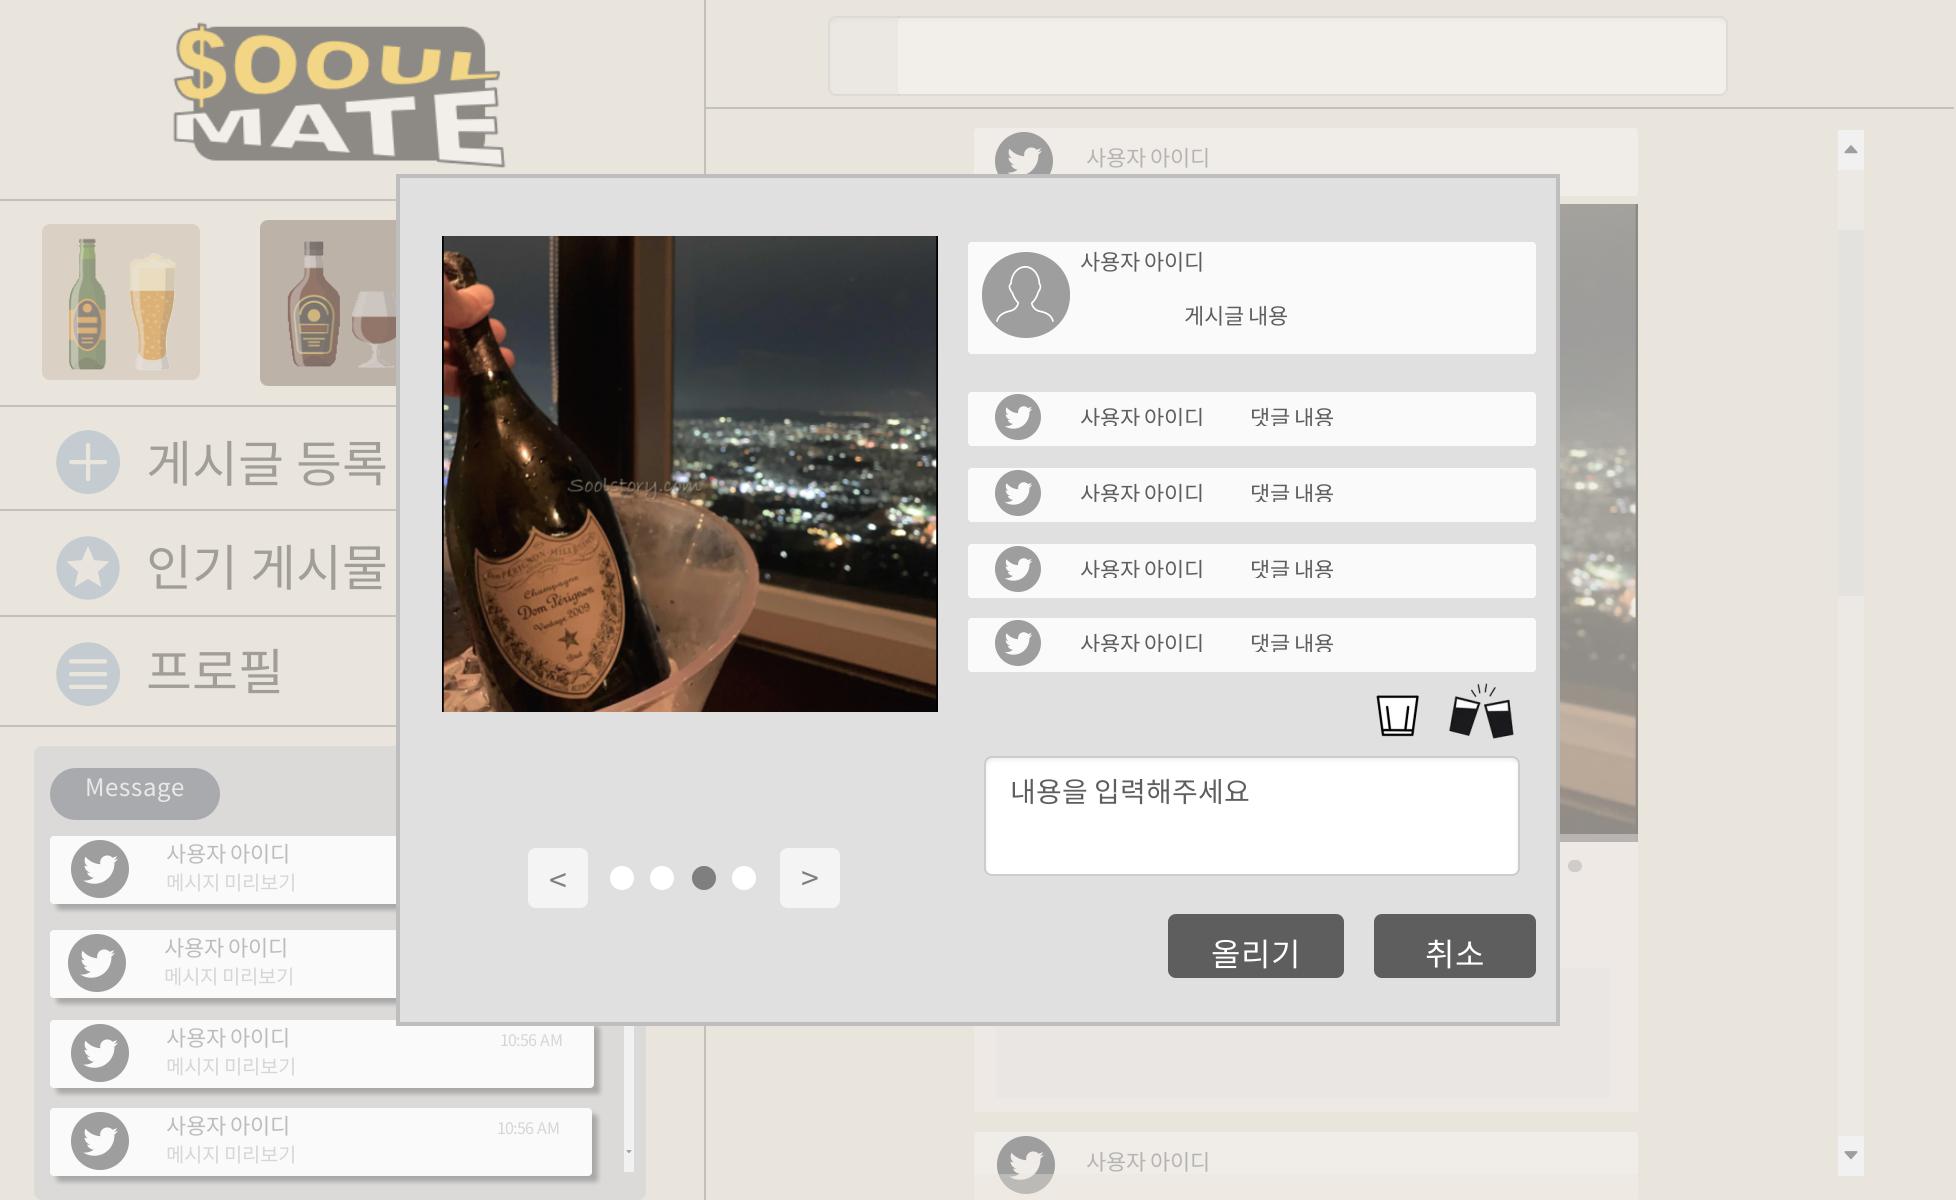 $OOUL
MATE
사용자 아이디
게시글 등록
인기 게시물
프로필
Message
사용자 아이디
메시지 미리보기
사용자 아이디
메시지 미리보기
사용자 아이디
10:56 AM
메시지 미리보기
사용자 아이디
10:56 AM
메시지 미리보기
Soolstory.com
Champagne
Dom Pérignon
Vintage 2009
Brut
< >
사용자 아이디
게시글 내용
사용자 아이디 댓글 내용
사용자 아이디 댓글 내용
사용자 아이디 댓글 내용
사용자 아이디 댓글 내용
내용을 입력해주세요
올리기 취소
사용자 아이디